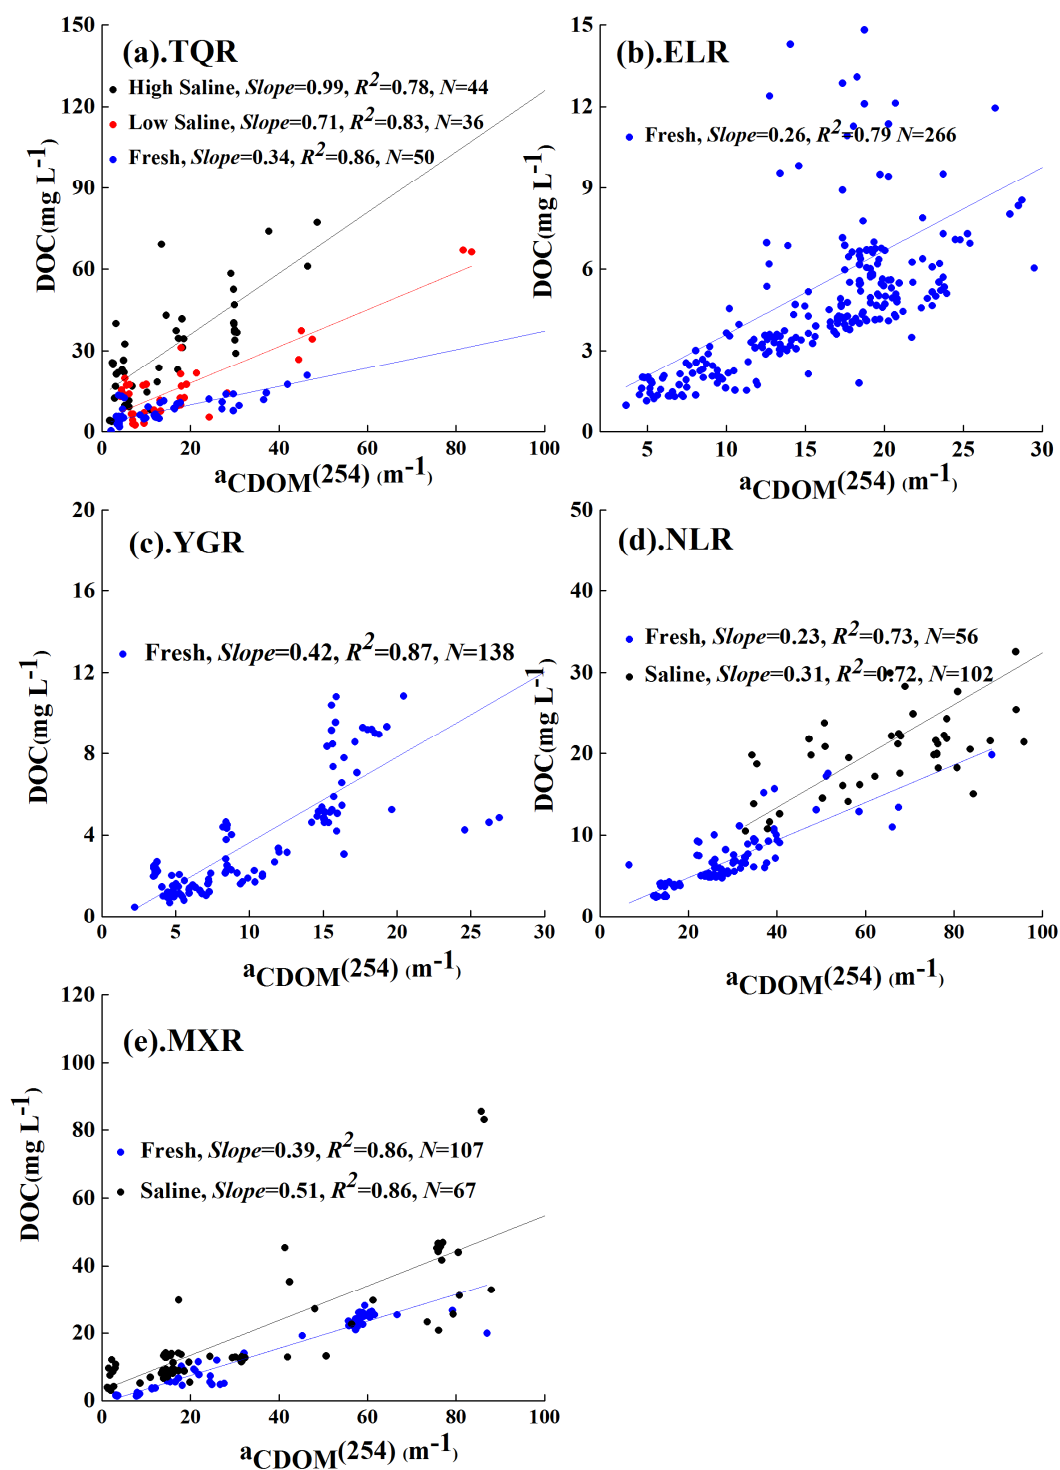 (a).TQR
High Saline, Slope=0.99, R²=0.78, N=44
Low Saline, Slope=0.71, R²=0.83, N=36
Fresh, Slope=0.34, R²=0.86, N=50
150
120
90
60
30
0
DOC(mg L⁻¹)
0 20 40 60 80 100
aCDOM(254) (m⁻¹)
(b).ELR
Fresh, Slope=0.26, R²=0.79 N=266
15
12
9
6
3
0
DOC(mg L⁻¹)
5 10 15 20 25 30
aCDOM(254) (m⁻¹)
(c).YGR
Fresh, Slope=0.42, R²=0.87, N=138
20
16
12
8
4
0
DOC(mg L⁻¹)
0 5 10 15 20 25 30
aCDOM(254) (m⁻¹)
(d).NLR
Fresh, Slope=0.23, R²=0.73, N=56
Saline, Slope=0.31, R²=0.72, N=102
50
40
30
20
10
0
DOC(mg L⁻¹)
0 20 40 60 80 100
aCDOM(254) (m⁻¹)
(e).MXR
Fresh, Slope=0.39, R²=0.86, N=107
Saline, Slope=0.51, R²=0.86, N=67
120
100
80
60
40
20
0
DOC(mg L⁻¹)
0 20 40 60 80 100
aCDOM(254) (m⁻¹)